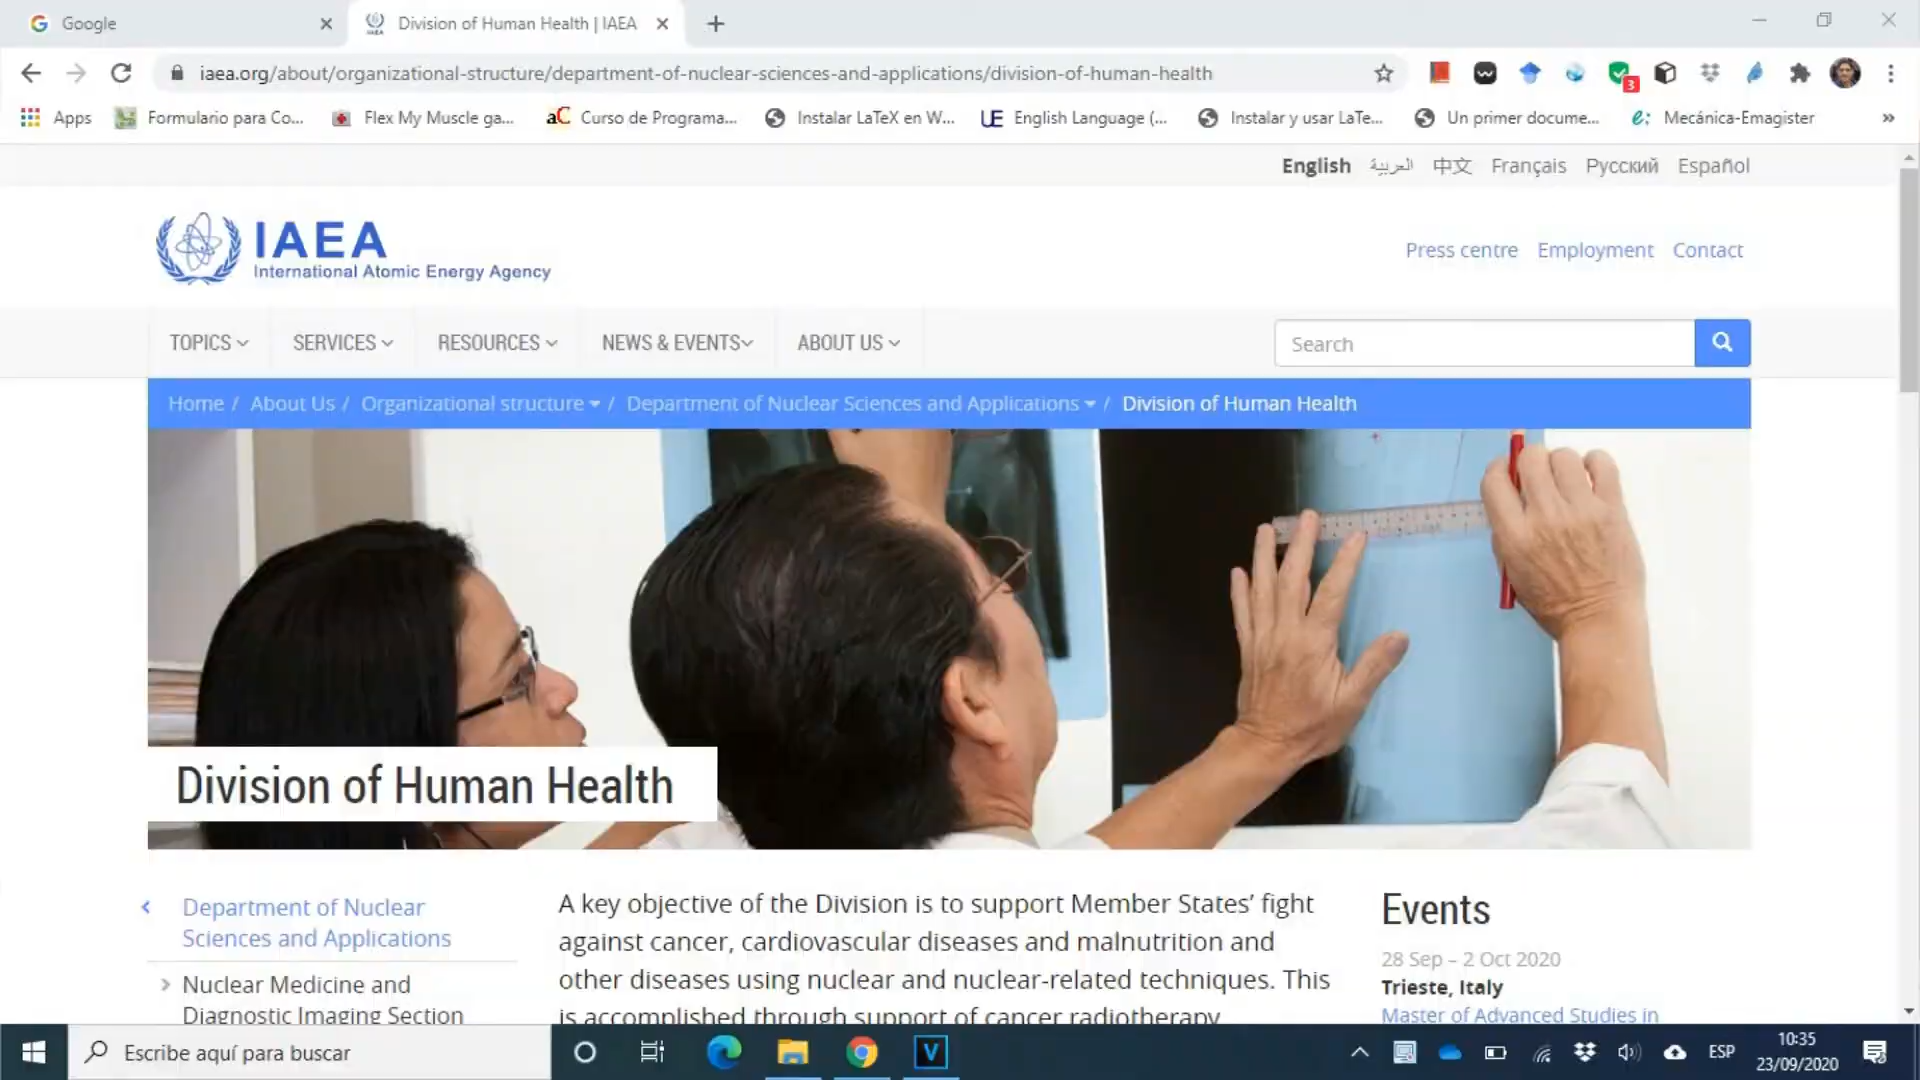 Google
Division of Human Health | IAEA
iaea.org/about/organizational-structure/department-of-nuclear-sciences-and-applications/division-of-human-health
3
Apps
Formulario para Co...
Flex My Muscle ga...
aC Curso de Programa...
Instalar LaTeX en W...
UE English Language (...
Instalar y usar LaTe...
Un primer docume...
e: Mecánica-Emagister
»
English العربية 中文 Français Русский Español
IAEA
International Atomic Energy Agency
Press centre Employment Contact
TOPICS SERVICES RESOURCES NEWS & EVENTS ABOUT US
Search
Home / About Us / Organizational structure / Department of Nuclear Sciences and Applications / Division of Human Health
Division of Human Health
Department of Nuclear
Sciences and Applications
Nuclear Medicine and
Diagnostic Imaging Section
A key objective of the Division is to support Member States’ fight
against cancer, cardiovascular diseases and malnutrition and
other diseases using nuclear and nuclear-related techniques. This
is accomplished through support of cancer radiotherapy
Events
28 Sep – 2 Oct 2020
Trieste, Italy
Master of Advanced Studies in
Escribe aquí para buscar
V
ESP
10:35
23/09/2020